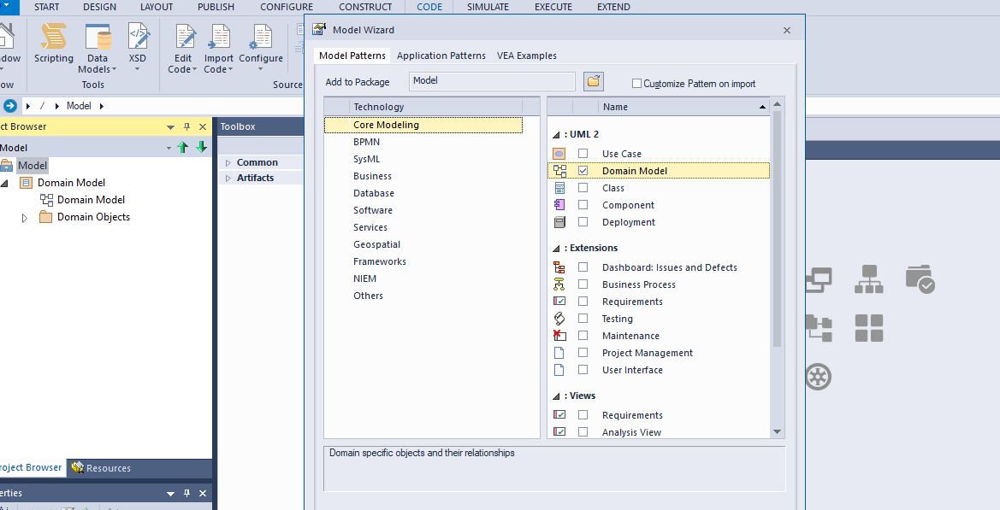 START DESIGN LAYOUT PUBLISH CONFIGURE CONSTRUCT CODE SIMULATE EXECUTE EXTEND
Model Wizard
Scripting
Data
Models
XSD
Edit
Code
Import
Code
Configure
dow
ow
Tools
Source
/ Model
ct Browser
Model
Model
Domain Model
Domain Model
Domain Objects
Toolbox
Common
Artifacts
Model Patterns Application Patterns VEA Examples
Add to Package Model Customize Pattern on import
Technology
Core Modeling
BPMN
SysML
Business
Database
Software
Services
Geospatial
Frameworks
NIEM
Others
Name
: UML 2
Use Case
Domain Model
Class
Component
Deployment
: Extensions
Dashboard: Issues and Defects
Business Process
Requirements
Testing
Maintenance
Project Management
User Interface
: Views
Requirements
Analysis View
Domain specific objects and their relationships
roject Browser Resources
erties